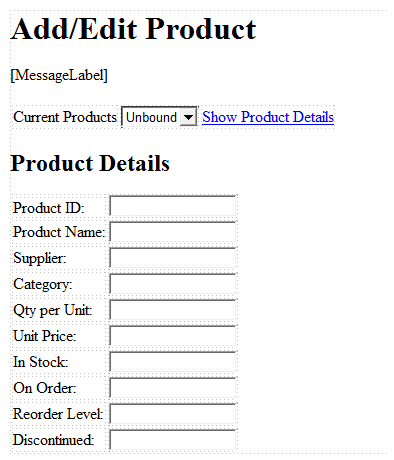 Add/Edit Product
[MessageLabel]
Current Products Unbound Show Product Details
Product Details
Product ID:
Product Name:
Supplier:
Category:
Qty per Unit:
Unit Price:
In Stock:
On Order:
Reorder Level:
Discontinued: